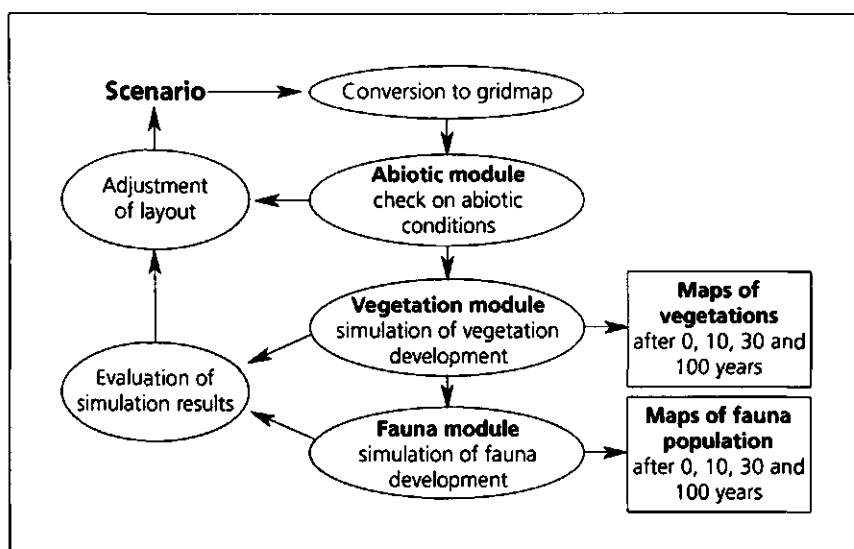 Scenario
Conversion to gridmap
Adjustment
of layout
Abiotic module
check on abiotic
conditions
Vegetation module
simulation of vegetation
development
Maps of
vegetations
after 0, 10, 30 and
100 years
Evaluation of
simulation results
Fauna module
simulation of fauna
development
Maps of fauna
population
after 0, 10, 30 and
100 years